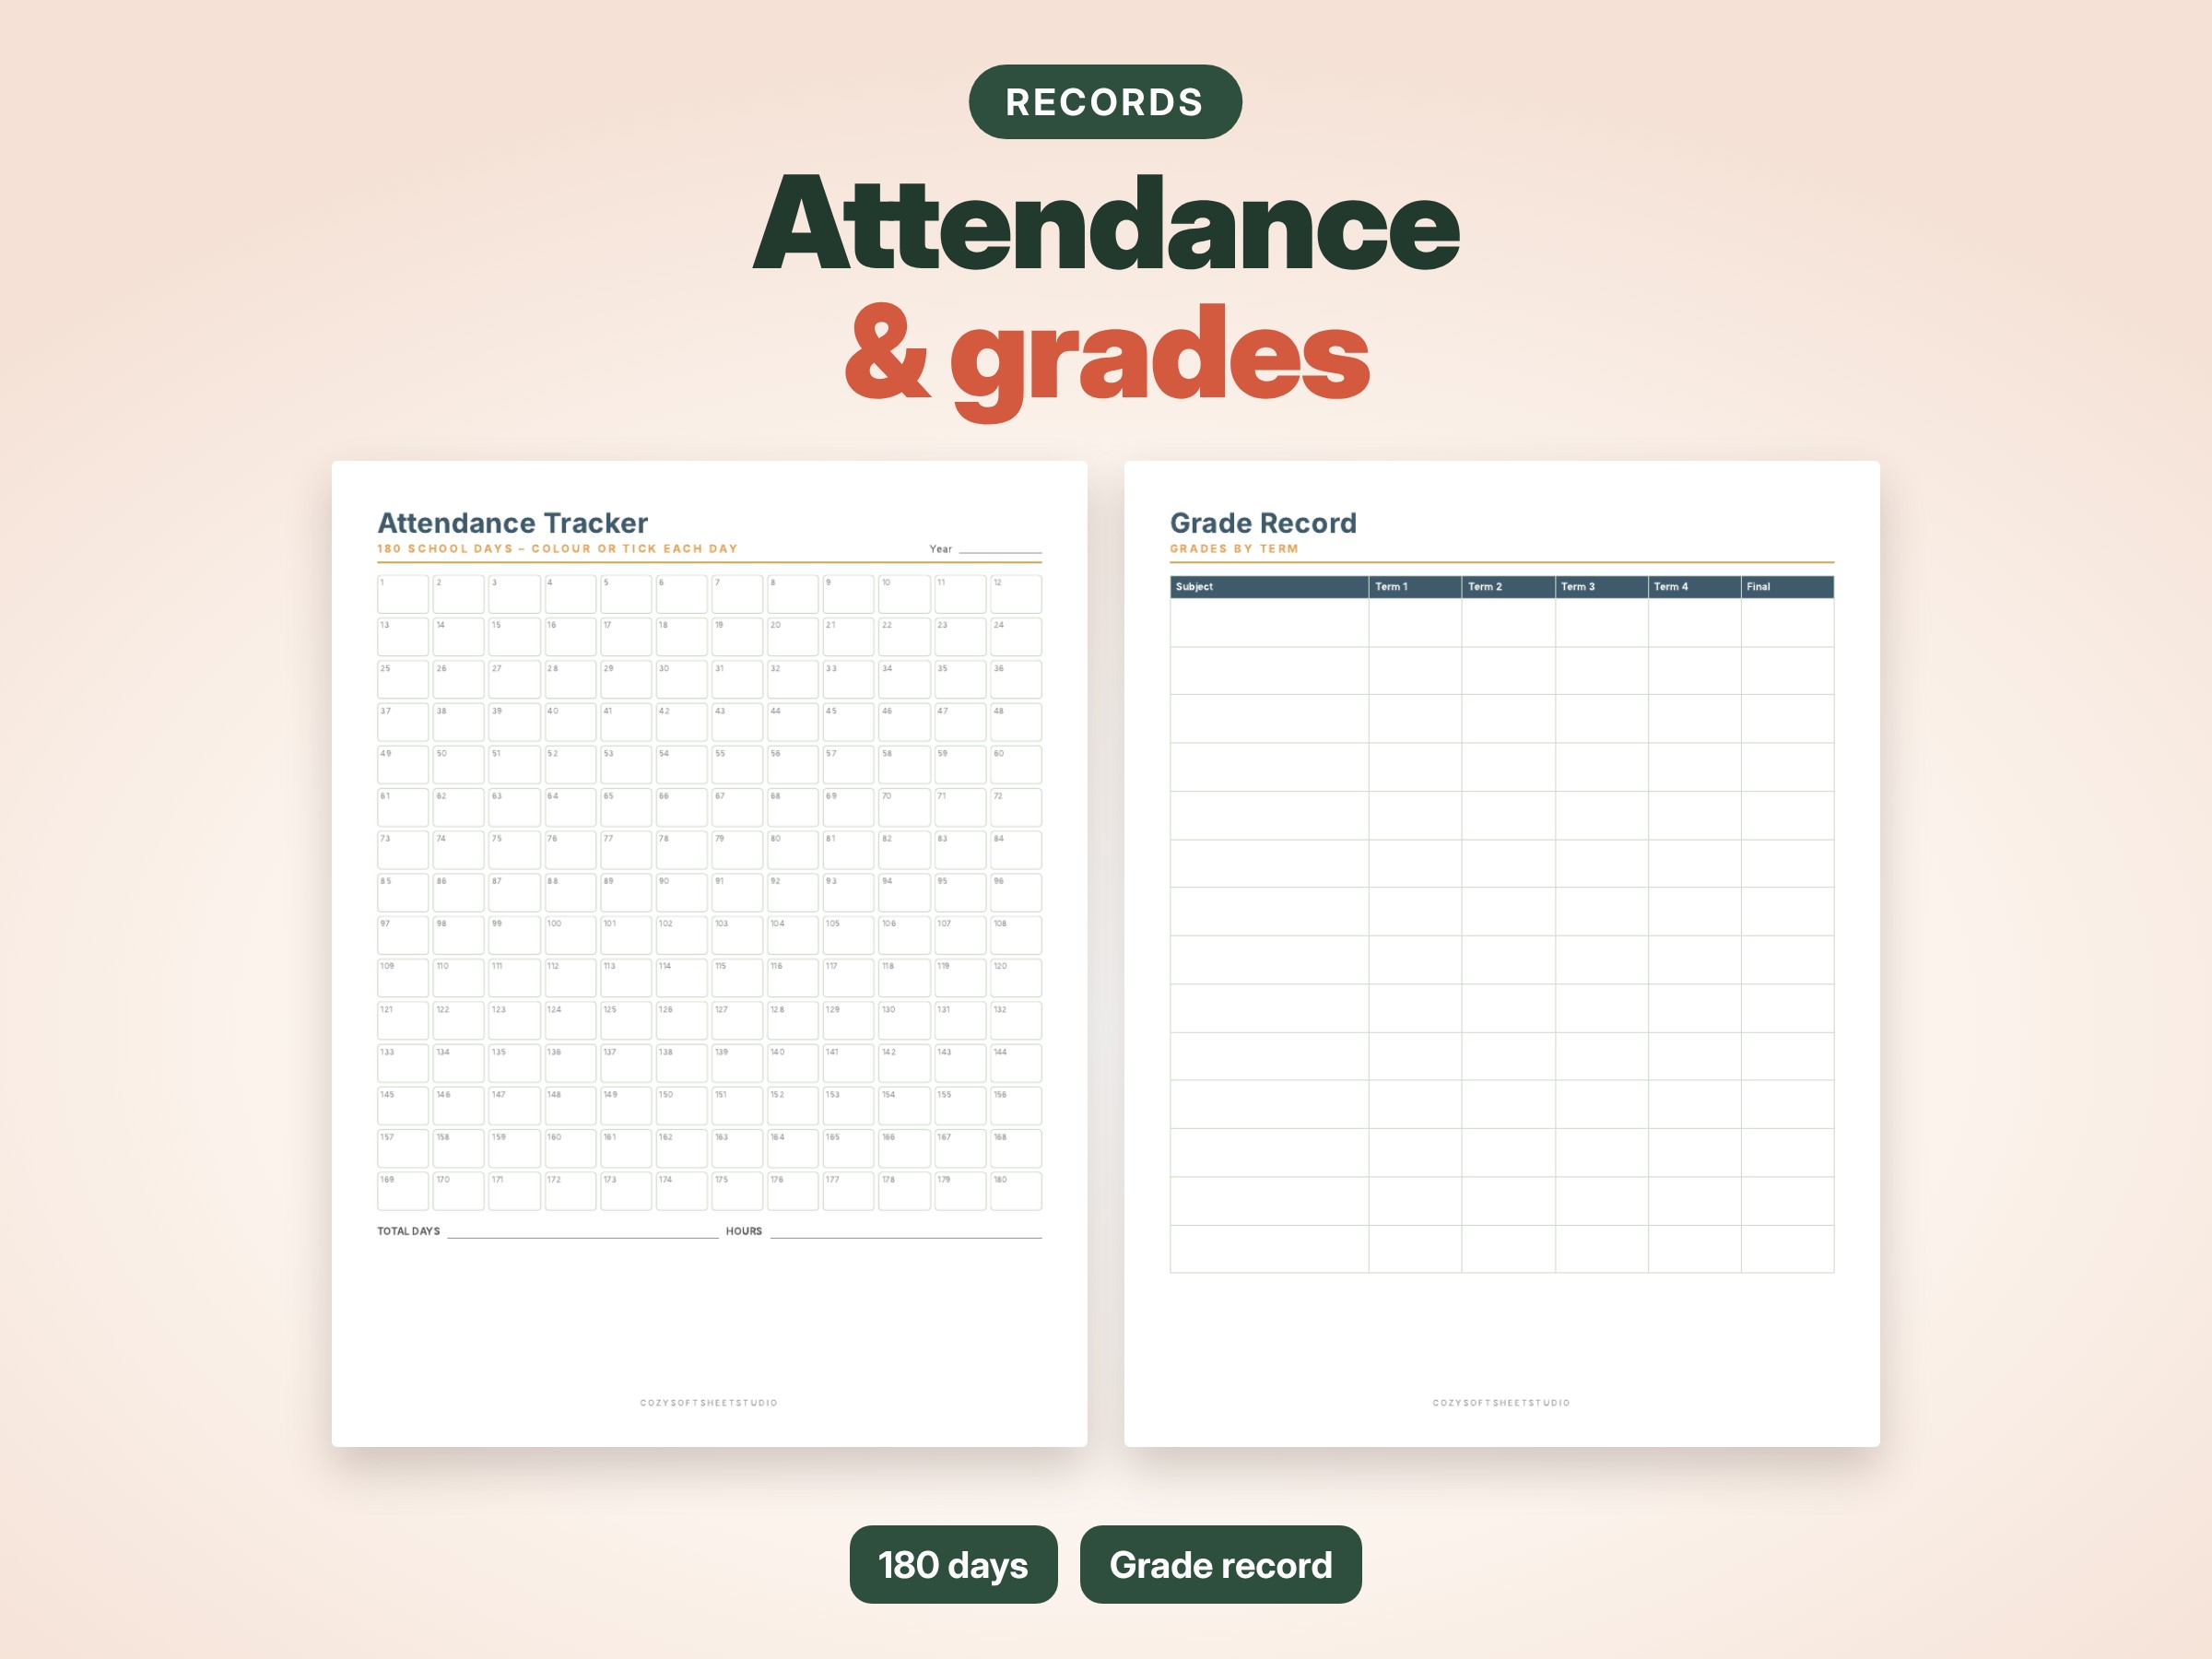 RECORDS
Attendance
& grades
Attendance Tracker
180 SCHOOL DAYS – COLOUR OR TICK EACH DAY
Year
1 2 3 4 5 6 7 8 9 10 11 12
13 14 15 16 17 18 19 20 21 22 23 24
25 26 27 28 29 30 31 32 33 34 35 36
37 38 39 40 41 42 43 44 45 46 47 48
49 50 51 52 53 54 55 56 57 58 59 60
61 62 63 64 65 66 67 68 69 70 71 72
73 74 75 76 77 78 79 80 81 82 83 84
85 86 87 88 89 90 91 92 93 94 95 96
97 98 99 100 101 102 103 104 105 106 107 108
109 110 111 112 113 114 115 116 117 118 119 120
121 122 123 124 125 126 127 128 129 130 131 132
133 134 135 136 137 138 139 140 141 142 143 144
145 146 147 148 149 150 151 152 153 154 155 156
157 158 159 160 161 162 163 164 165 166 167 168
169 170 171 172 173 174 175 176 177 178 179 180
TOTAL DAYS HOURS
COZYSOFTSHEETSTUDIO
Grade Record
GRADES BY TERM
Subject Term 1 Term 2 Term 3 Term 4 Final
COZYSOFTSHEETSTUDIO
180 days
Grade record